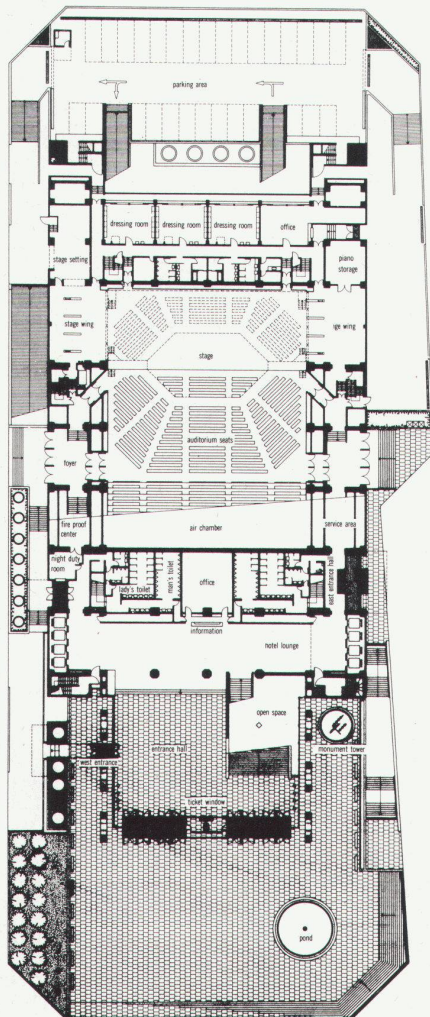 parking area
dressing room
dressing room
dressing room
office
stage setting
piano storage
stage wing
ge wing
stage
auditorium seats
foyer
fire proof center
air chamber
service area
night duty room
lady's toilet
man's toilet
office
east entrance hall
information
hotel lounge
open space
entrance hall
monument tower
west entrance
ticket window
pond